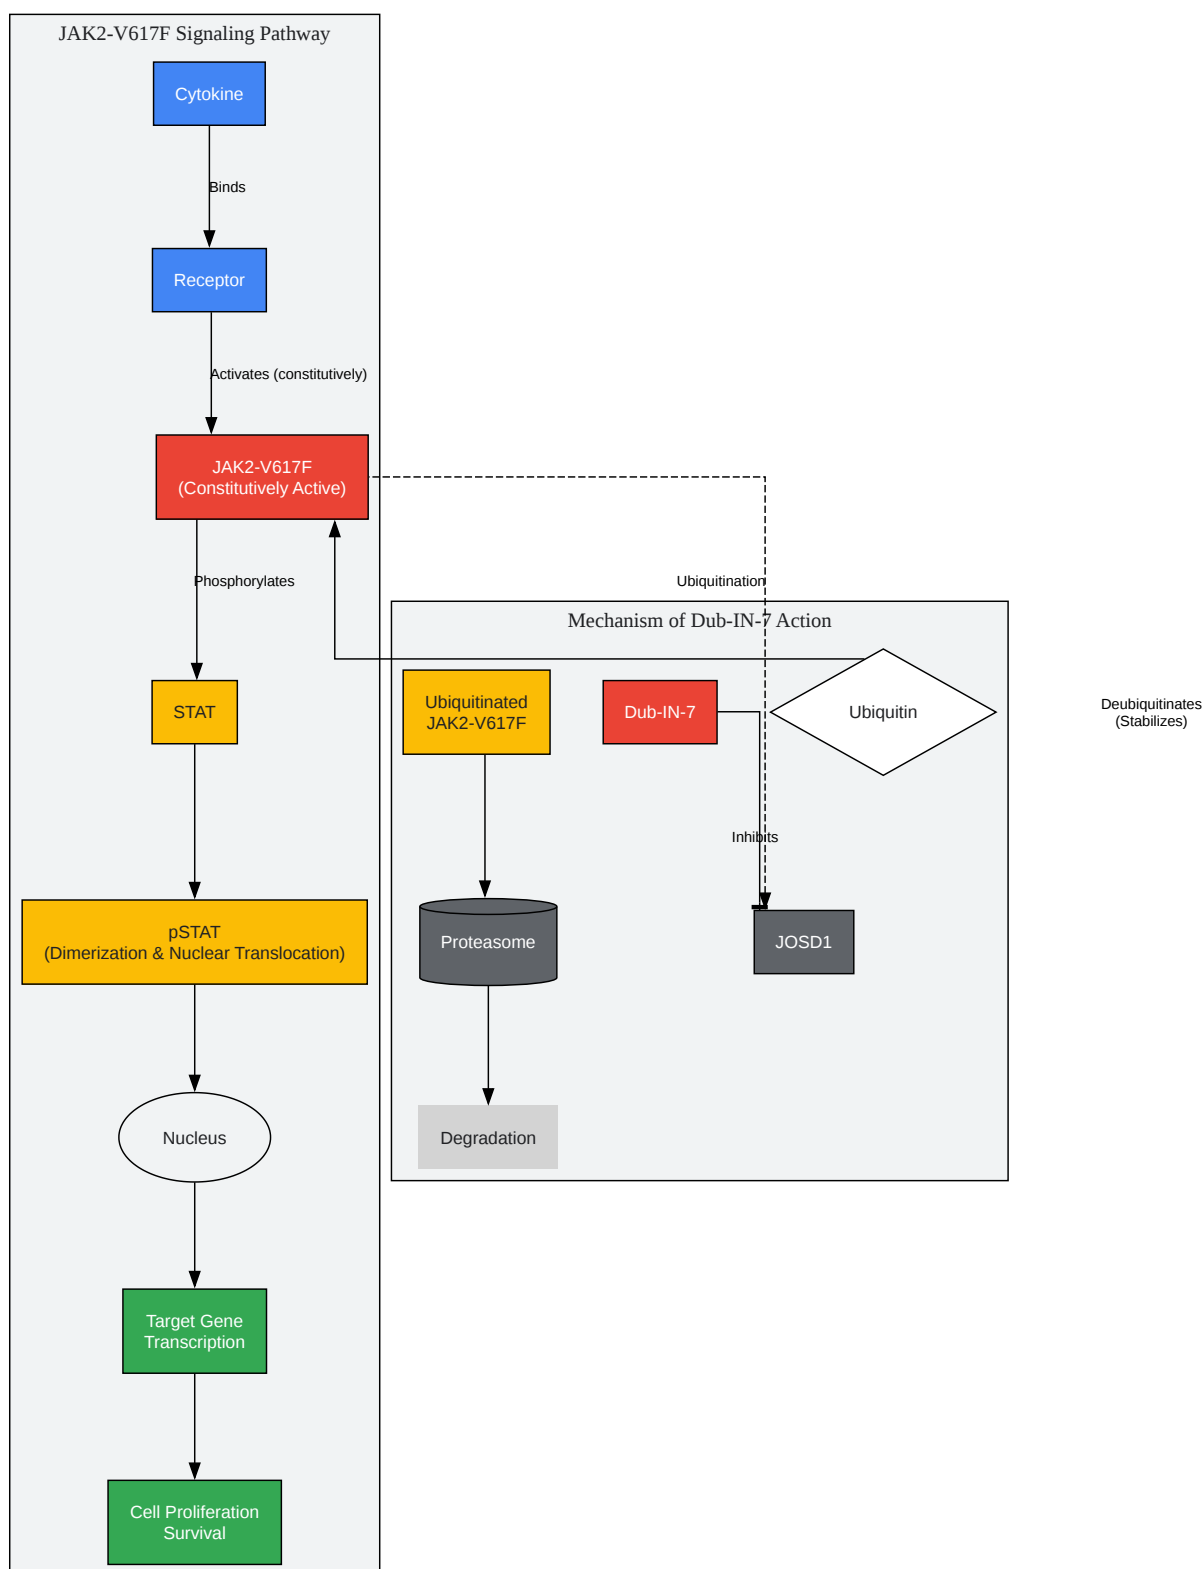 JAK2-V617F Signaling Pathway
Cytokine
Binds
Receptor
Activates (constitutively)
JAK2-V617F
(Constitutively Active)
Phosphorylates
STAT
pSTAT
(Dimerization & Nuclear Translocation)
Nucleus
Target Gene
Transcription
Cell Proliferation
Survival
Ubiquitination
Mechanism of Dub-IN-7 Action
Ubiquitinated
JAK2-V617F
Dub-IN-7
Ubiquitin
Deubiquitinates
(Stabilizes)
Inhibits
Proteasome
JOSD1
Degradation